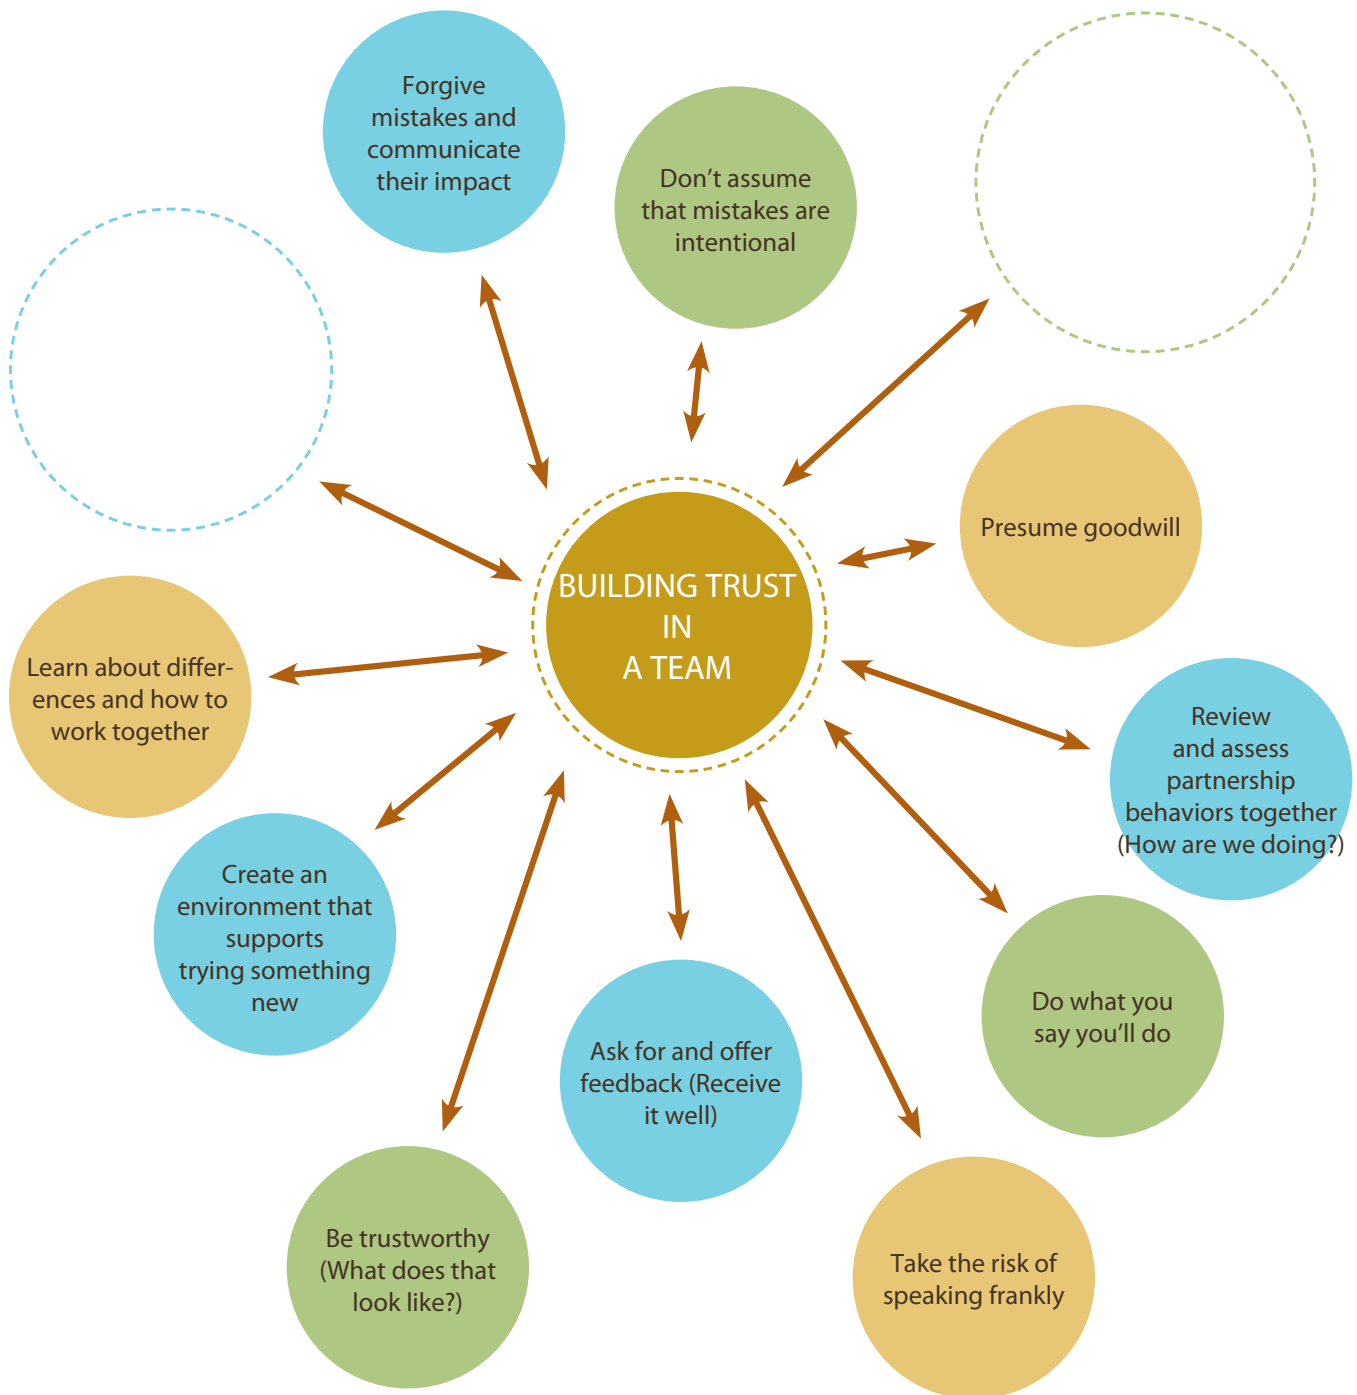 Forgive
mistakes and
communicate
their impact
Don't assume
that mistakes are
intentional
Presume goodwill
BUILDING TRUST
IN
A TEAM
Learn about differ-
ences and how to
work together
Review
and assess
partnership
behaviors together
(How are we doing?)
Create an
environment that
supports
trying something
new
Do what you
say you’ll do
Ask for and offer
feedback (Receive
it well)
Be trustworthy
(What does that
look like?)
Take the risk of
speaking frankly